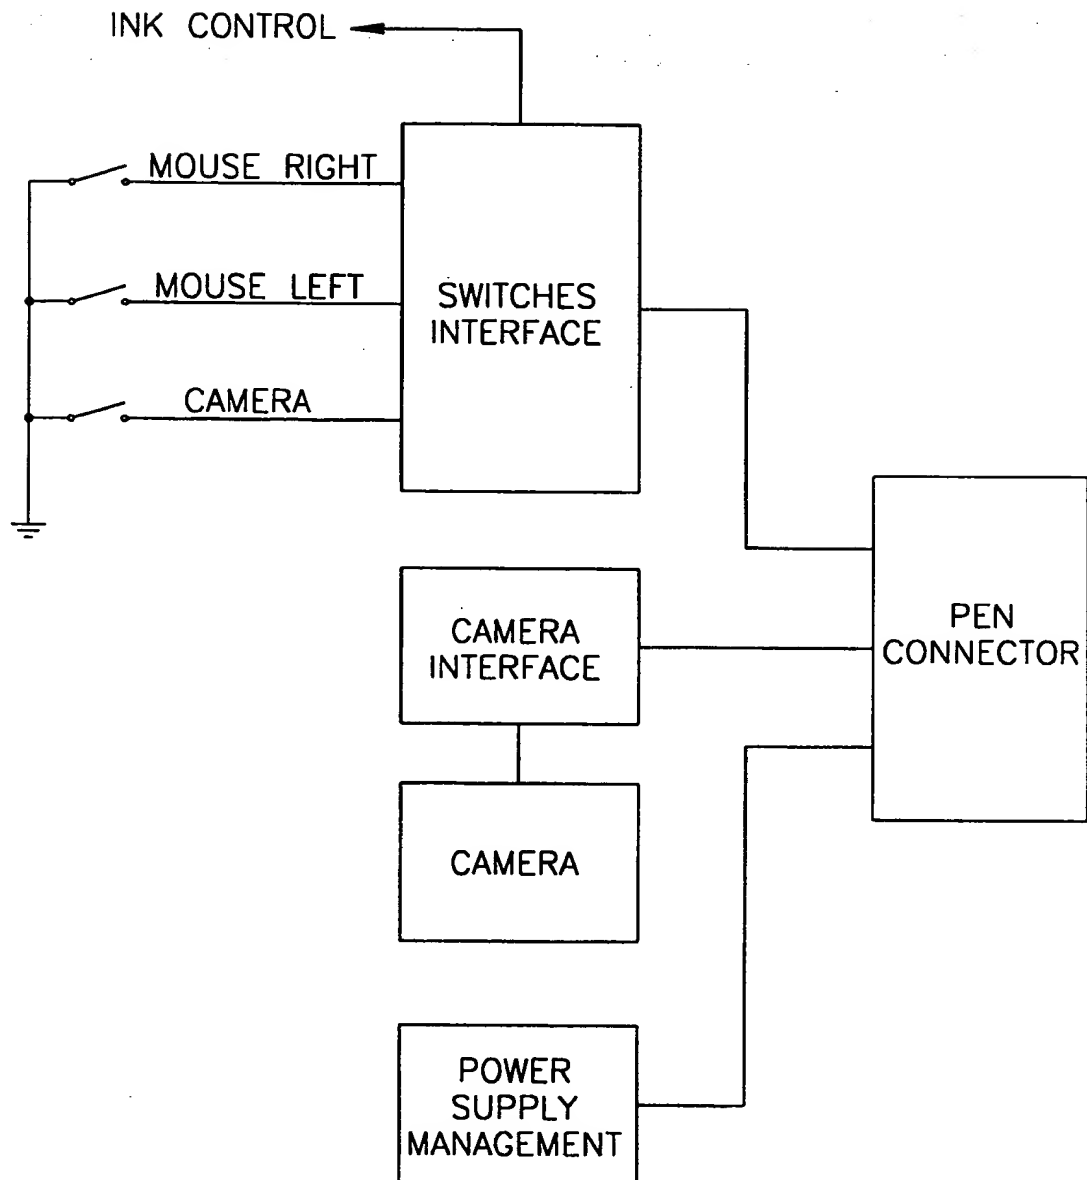 INK CONTROL
MOUSE RIGHT
MOUSE LEFT
CAMERA
SWITCHES
INTERFACE
CAMERA
INTERFACE
PEN
CONNECTOR
CAMERA
POWER
SUPPLY
MANAGEMENT